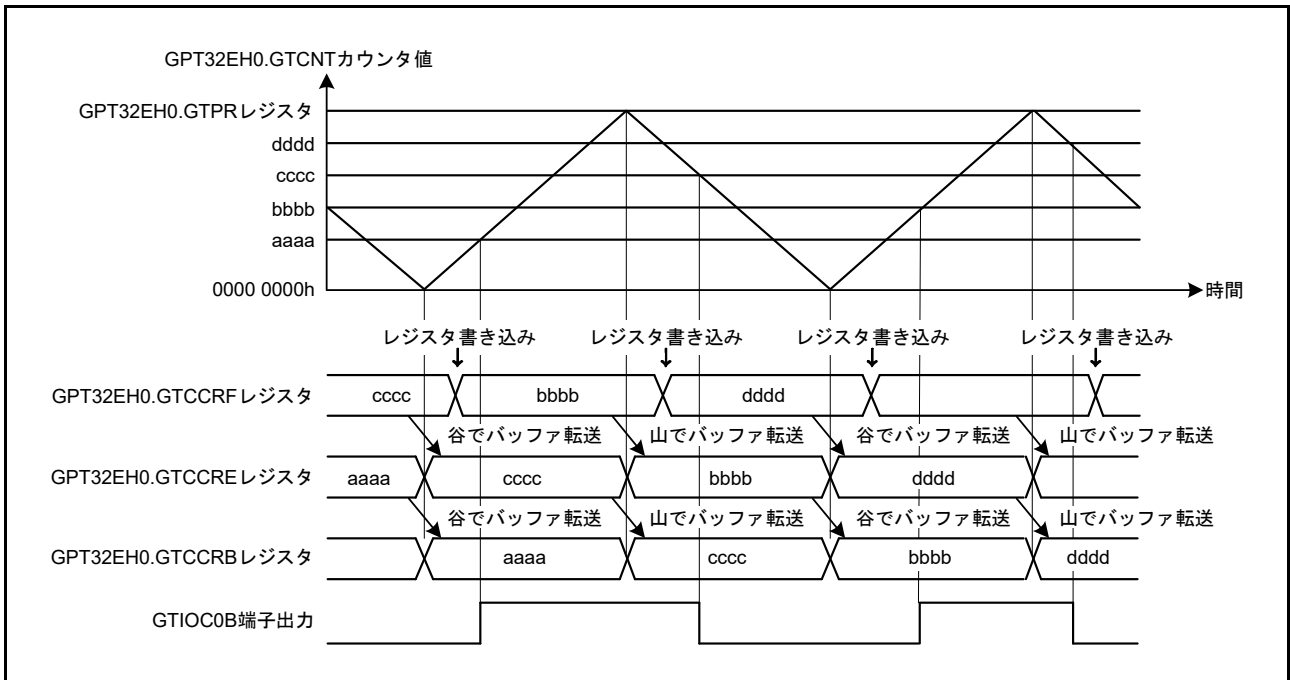 GPT32EH0.GTCNTカウンタ値
GPT32EH0.GTPRレジスタ
dddd
cccc
bbbb
aaaa
0000 0000h
時間
レジスタ書き込み レジスタ書き込み レジスタ書き込み レジスタ書き込み
GPT32EH0.GTCCRFレジスタ cccc bbbb dddd
谷でバッファ転送 山でバッファ転送 谷でバッファ転送 山でバッファ転送
GPT32EH0.GTCCREレジスタ aaaa cccc bbbb dddd
谷でバッファ転送 山でバッファ転送 谷でバッファ転送 山でバッファ転送
GPT32EH0.GTCCRBレジスタ aaaa cccc bbbb dddd
GTIOC0B端子出力